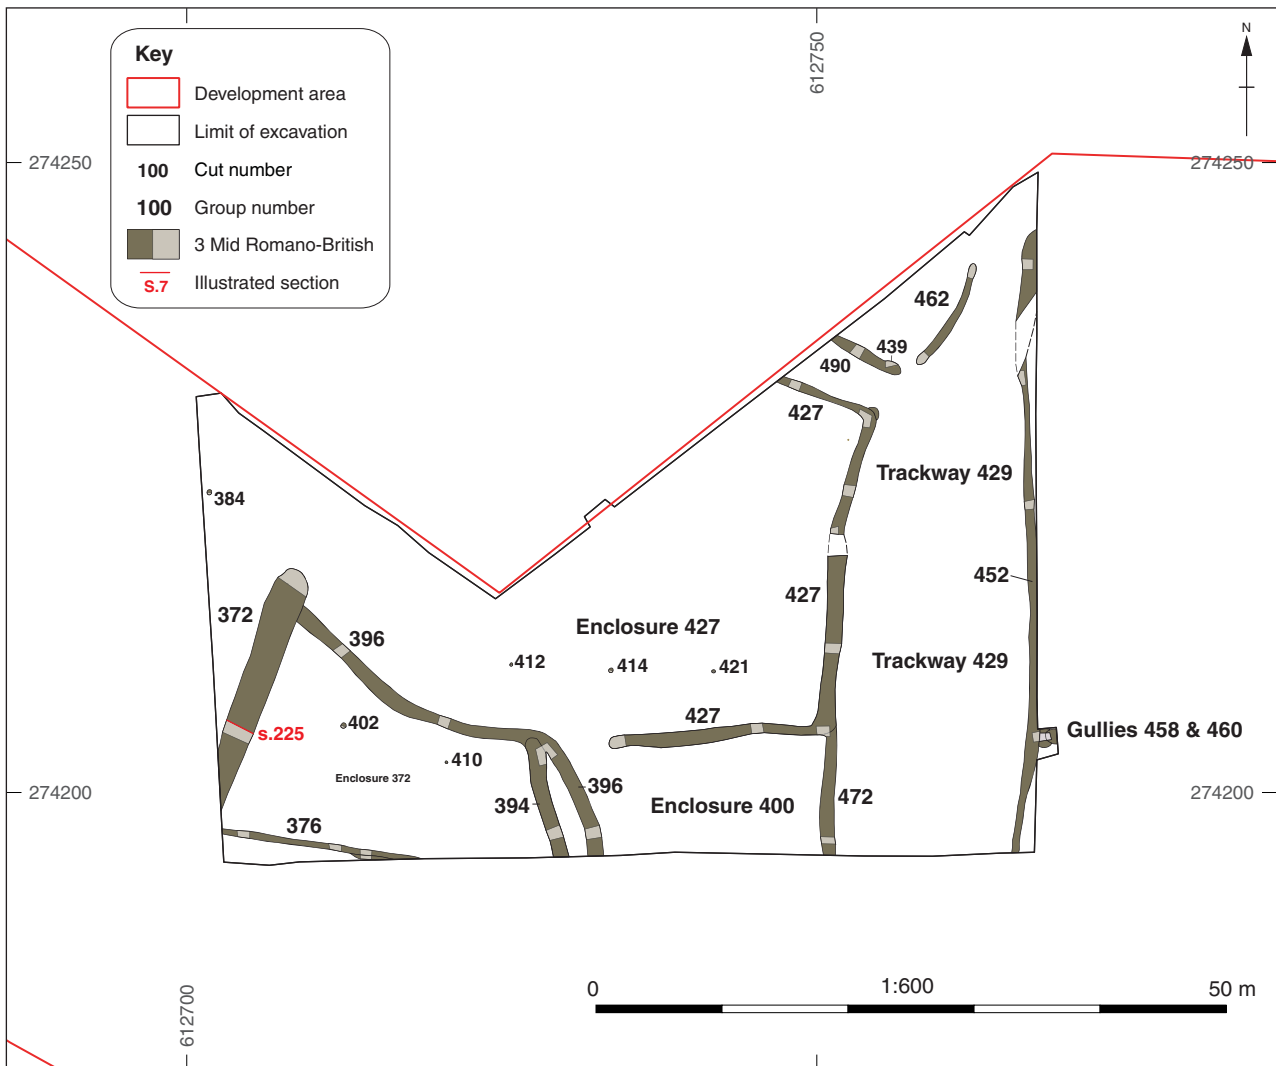 612750
N
Key
Development area
Limit of excavation
100 Cut number
100 Group number
3 Mid Romano-British
S.7 Illustrated section
274250
274250
462
439
490
427
Trackway 429
384
452
427
372
396
Enclosure 427
412
414
421
Trackway 429
402
427
s.225
Gullies 458 & 460
410
Enclosure 372
396
274200
394
Enclosure 400
472
274200
376
612700
0
1:600
50 m